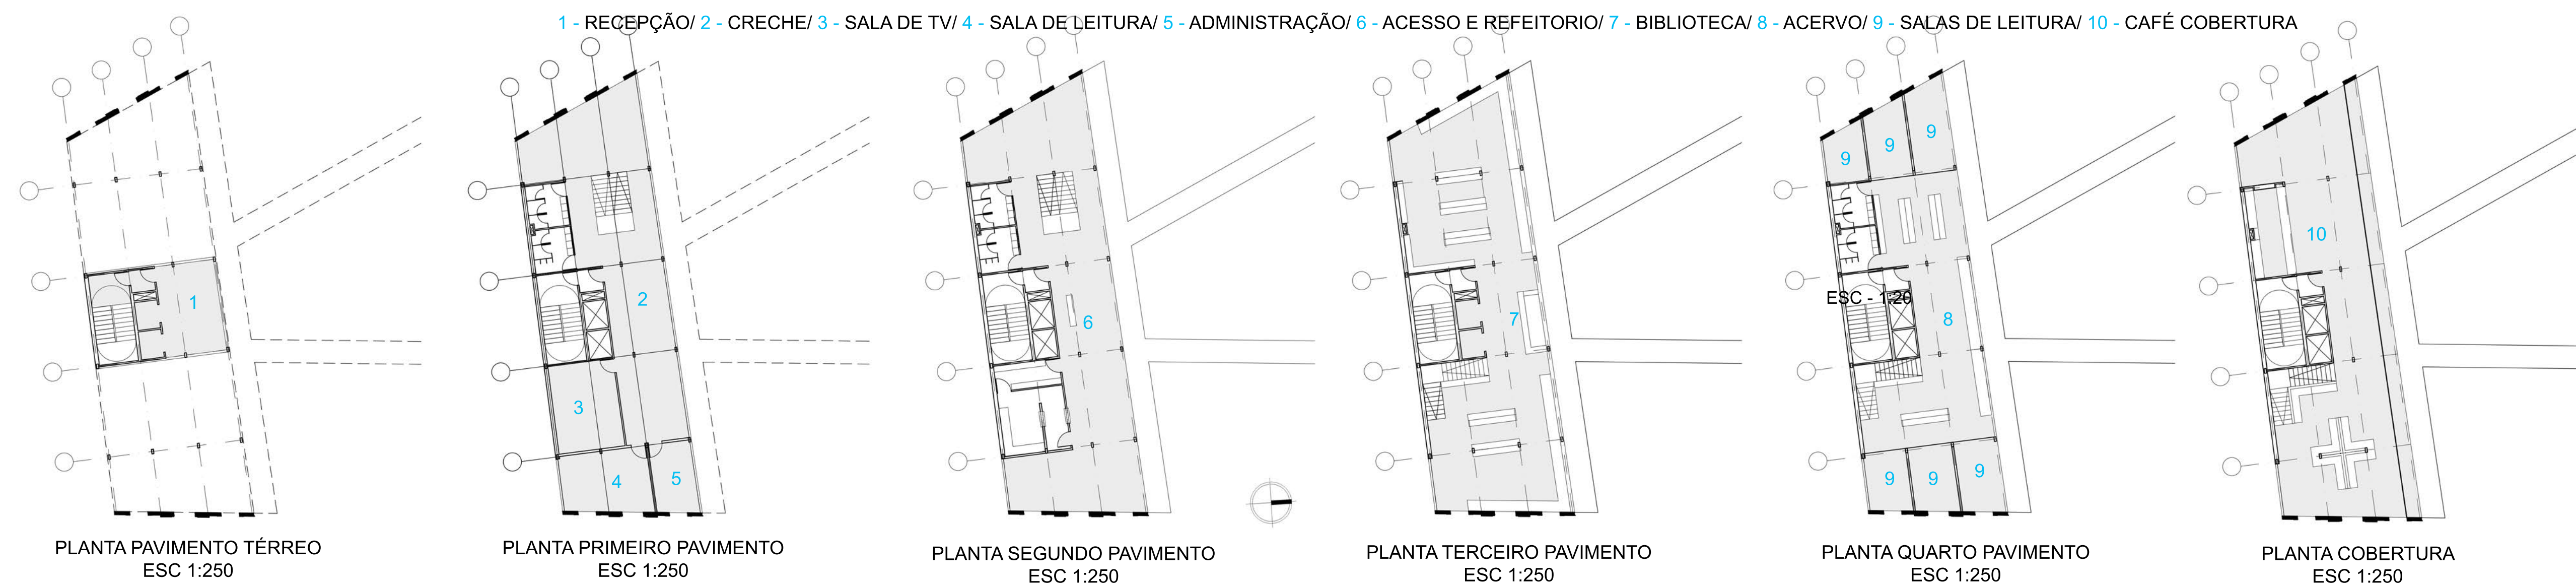 1 - RECEPÇÃO/ 2 - CRECHE/ 3 - SALA DE TV/ 4 - SALA DE LEITURA/ 5 - ADMINISTRAÇÃO/ 6 - ACESSO E REFEITORIO/ 7 - BIBLIOTECA/ 8 - ACERVO/ 9 - SALAS DE LEITURA/ 10 - CAFÉ COBERTURA
1
PLANTA PAVIMENTO TÉRREO
ESC 1:250
2
3
4
5
PLANTA PRIMEIRO PAVIMENTO
ESC 1:250
6
PLANTA SEGUNDO PAVIMENTO
ESC 1:250
7
PLANTA TERCEIRO PAVIMENTO
ESC 1:250
9
9
9
ESC - 1:20
8
9
9
9
PLANTA QUARTO PAVIMENTO
ESC 1:250
10
PLANTA COBERTURA
ESC 1:250